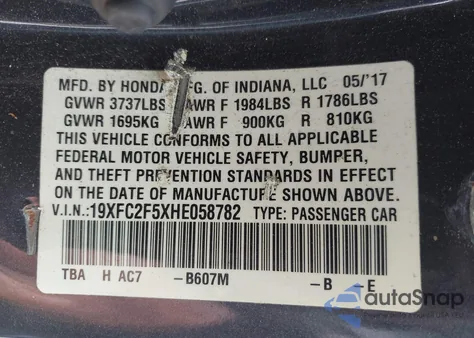 MFD. BY HONDA MFG. OF INDIANA, LLC 05/'17
GVWR 3737LBS GAWR F 1984LBS R 1786LBS
GVWR 1695KG GAWR F 900KG R 810KG
THIS VEHICLE CONFORMS TO ALL APPLICABLE
FEDERAL MOTOR VEHICLE SAFETY, BUMPER,
AND THEFT PREVENTION STANDARDS IN EFFECT
ON THE DATE OF MANUFACTURE SHOWN ABOVE.
V.I.N.:19XFC2F5XHE058782 TYPE: PASSENGER CAR
TBA H AC7 -B607M -B -E
autoSnap